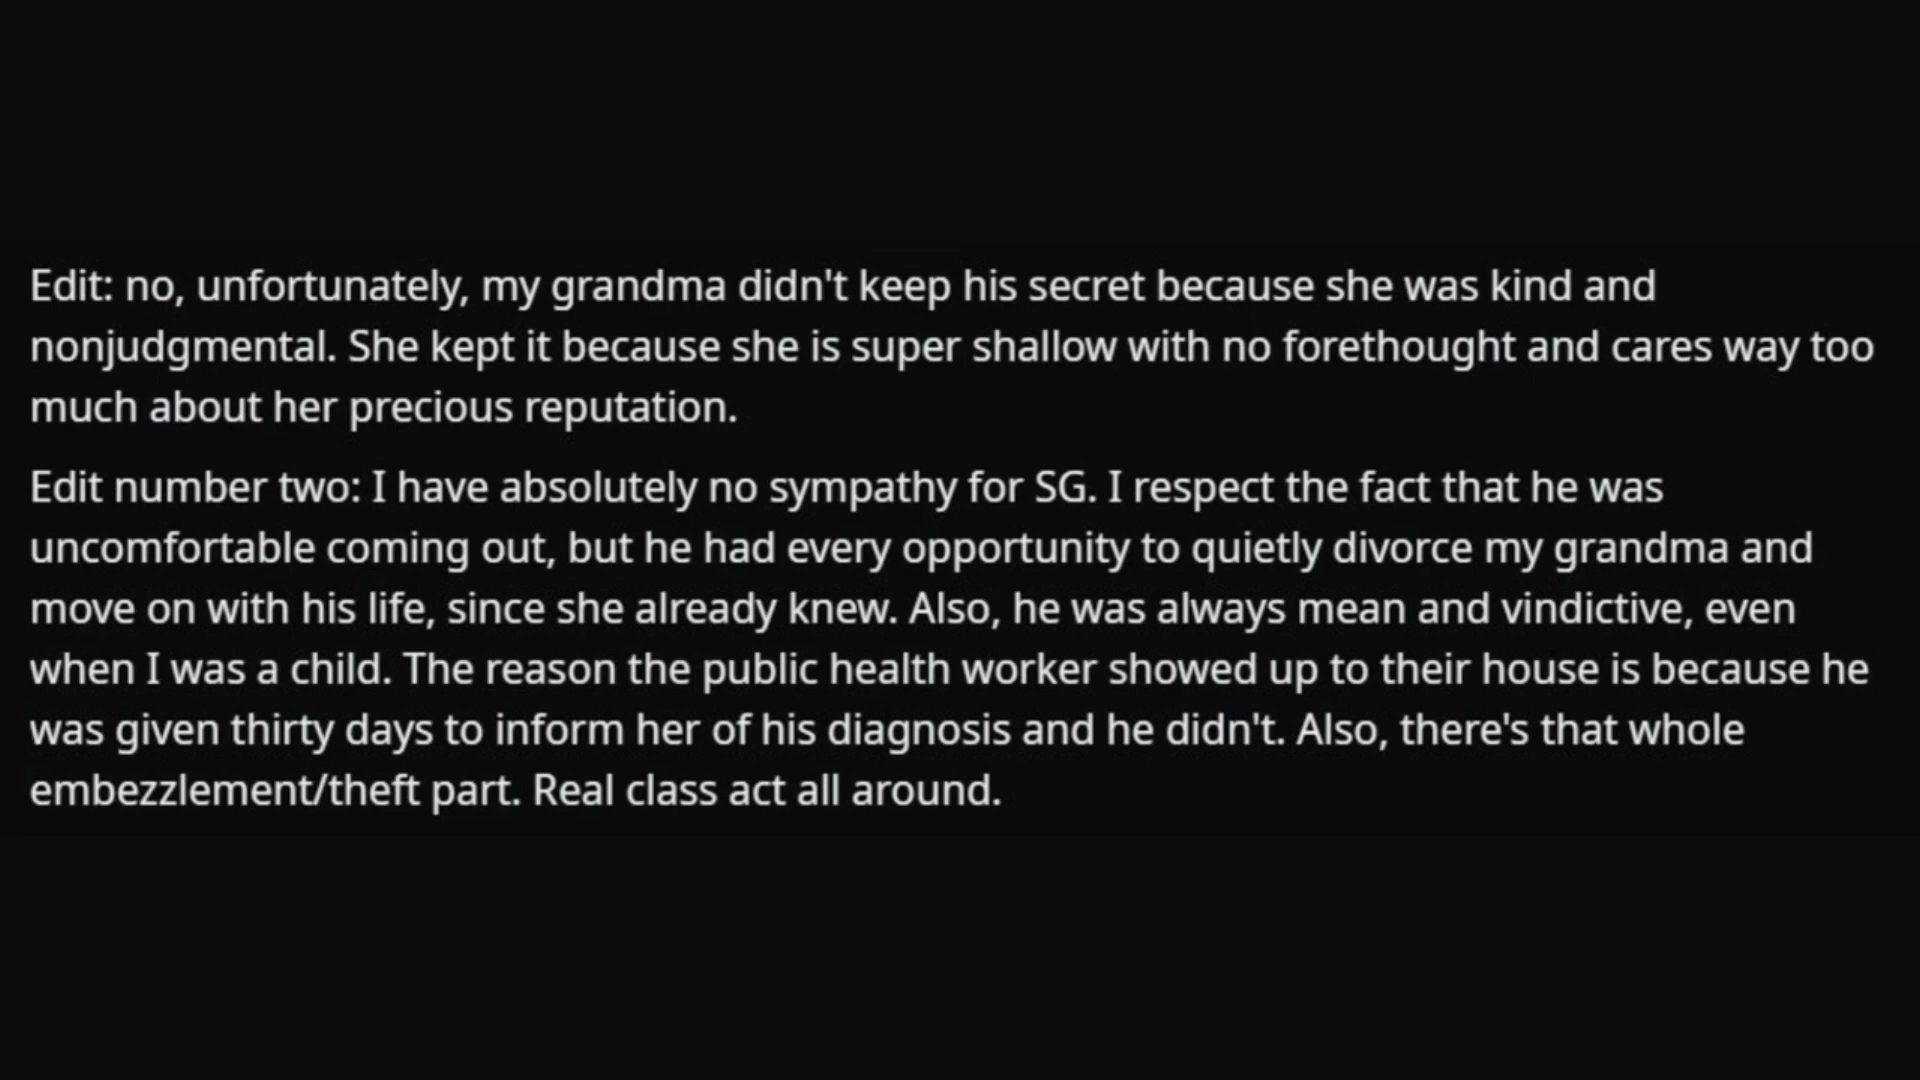 Edit: no, unfortunately, my grandma didn't keep his secret because she was kind and
nonjudgmental. She kept it because she is super shallow with no forethought and cares way too
much about her precious reputation.
Edit number two: I have absolutely no sympathy for SG. I respect the fact that he was
uncomfortable coming out, but he had every opportunity to quietly divorce my grandma and
move on with his life, since she already knew. Also, he was always mean and vindictive, even
when I was a child. The reason the public health worker showed up to their house is because he
was given thirty days to inform her of his diagnosis and he didn't. Also, there's that whole
embezzlement/theft part. Real class act all around.